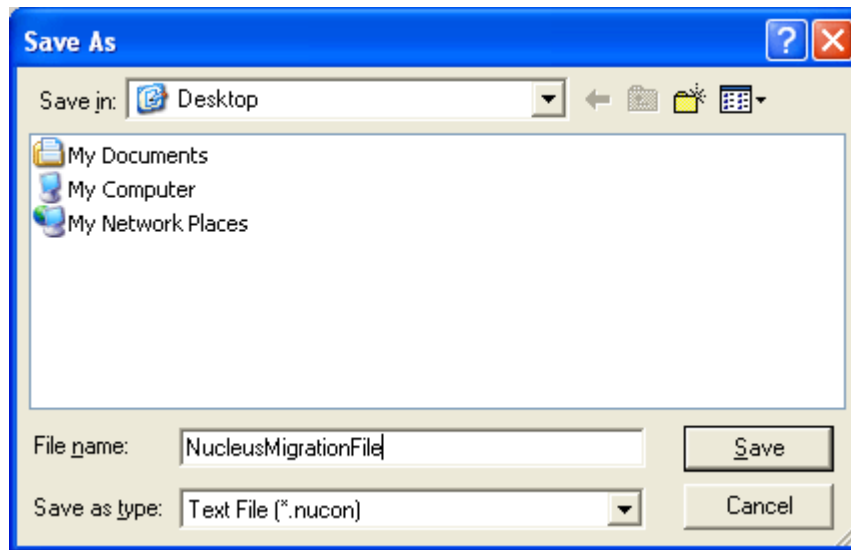 Save As
Save in: Desktop
My Documents
My Computer
My Network Places
File name: NucleusMigrationFile Save
Save as type: Text File (*.nucon) Cancel